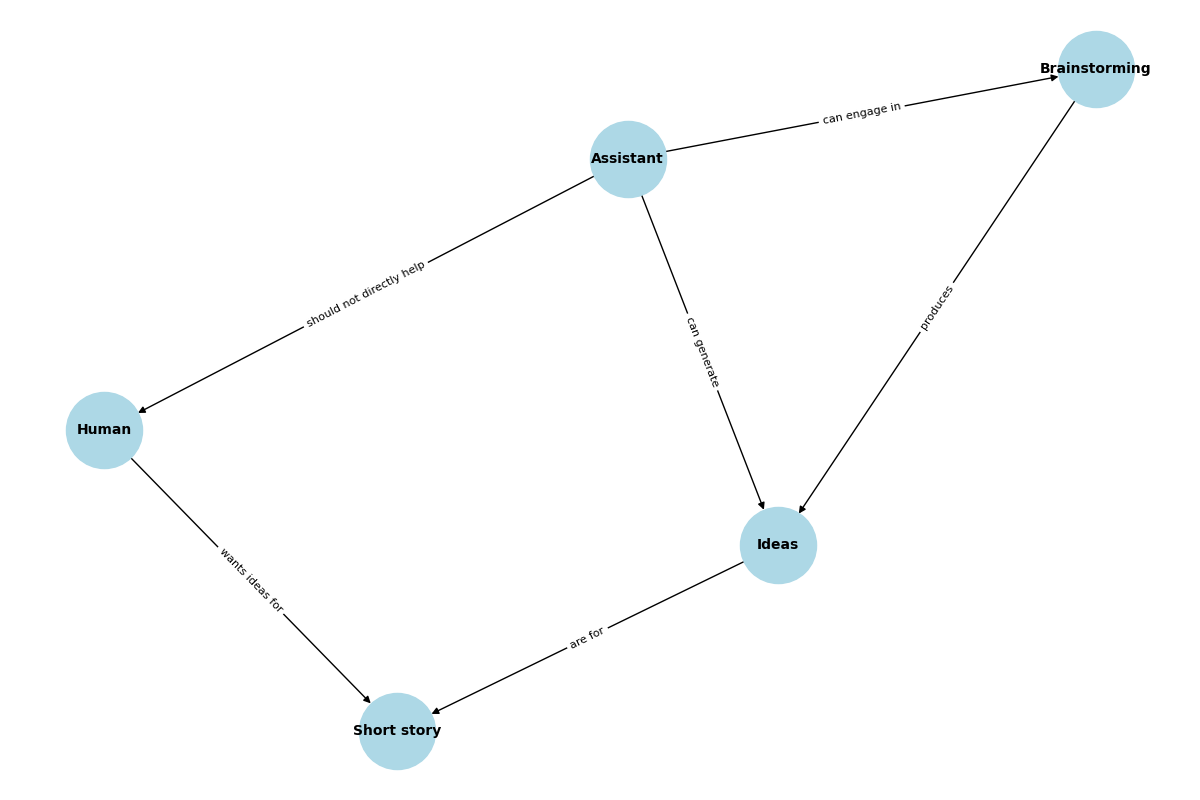 Brainstorming
can engage in
Assistant
should not directly help
can generate
produces
Human
Ideas
wants ideas for
are for
Short story